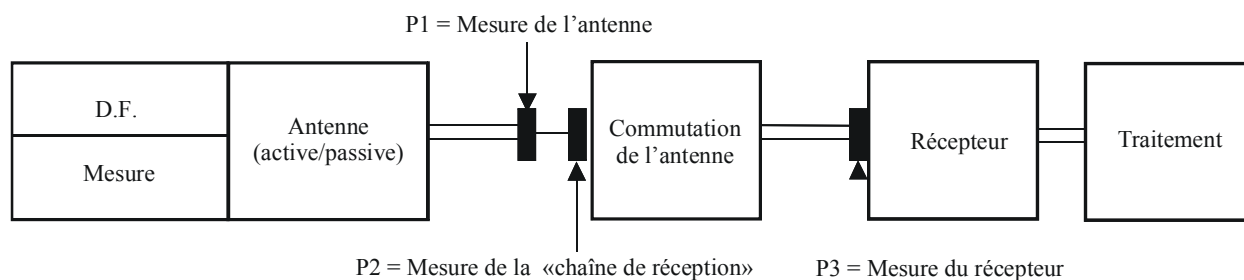 P1 = Mesure de l’antenne
D.F.
Mesure
Antenne
(active/passive)
Commutation
de l’antenne
Récepteur
Traitement
P2 = Mesure de la «chaîne de réception»
P3 = Mesure du récepteur